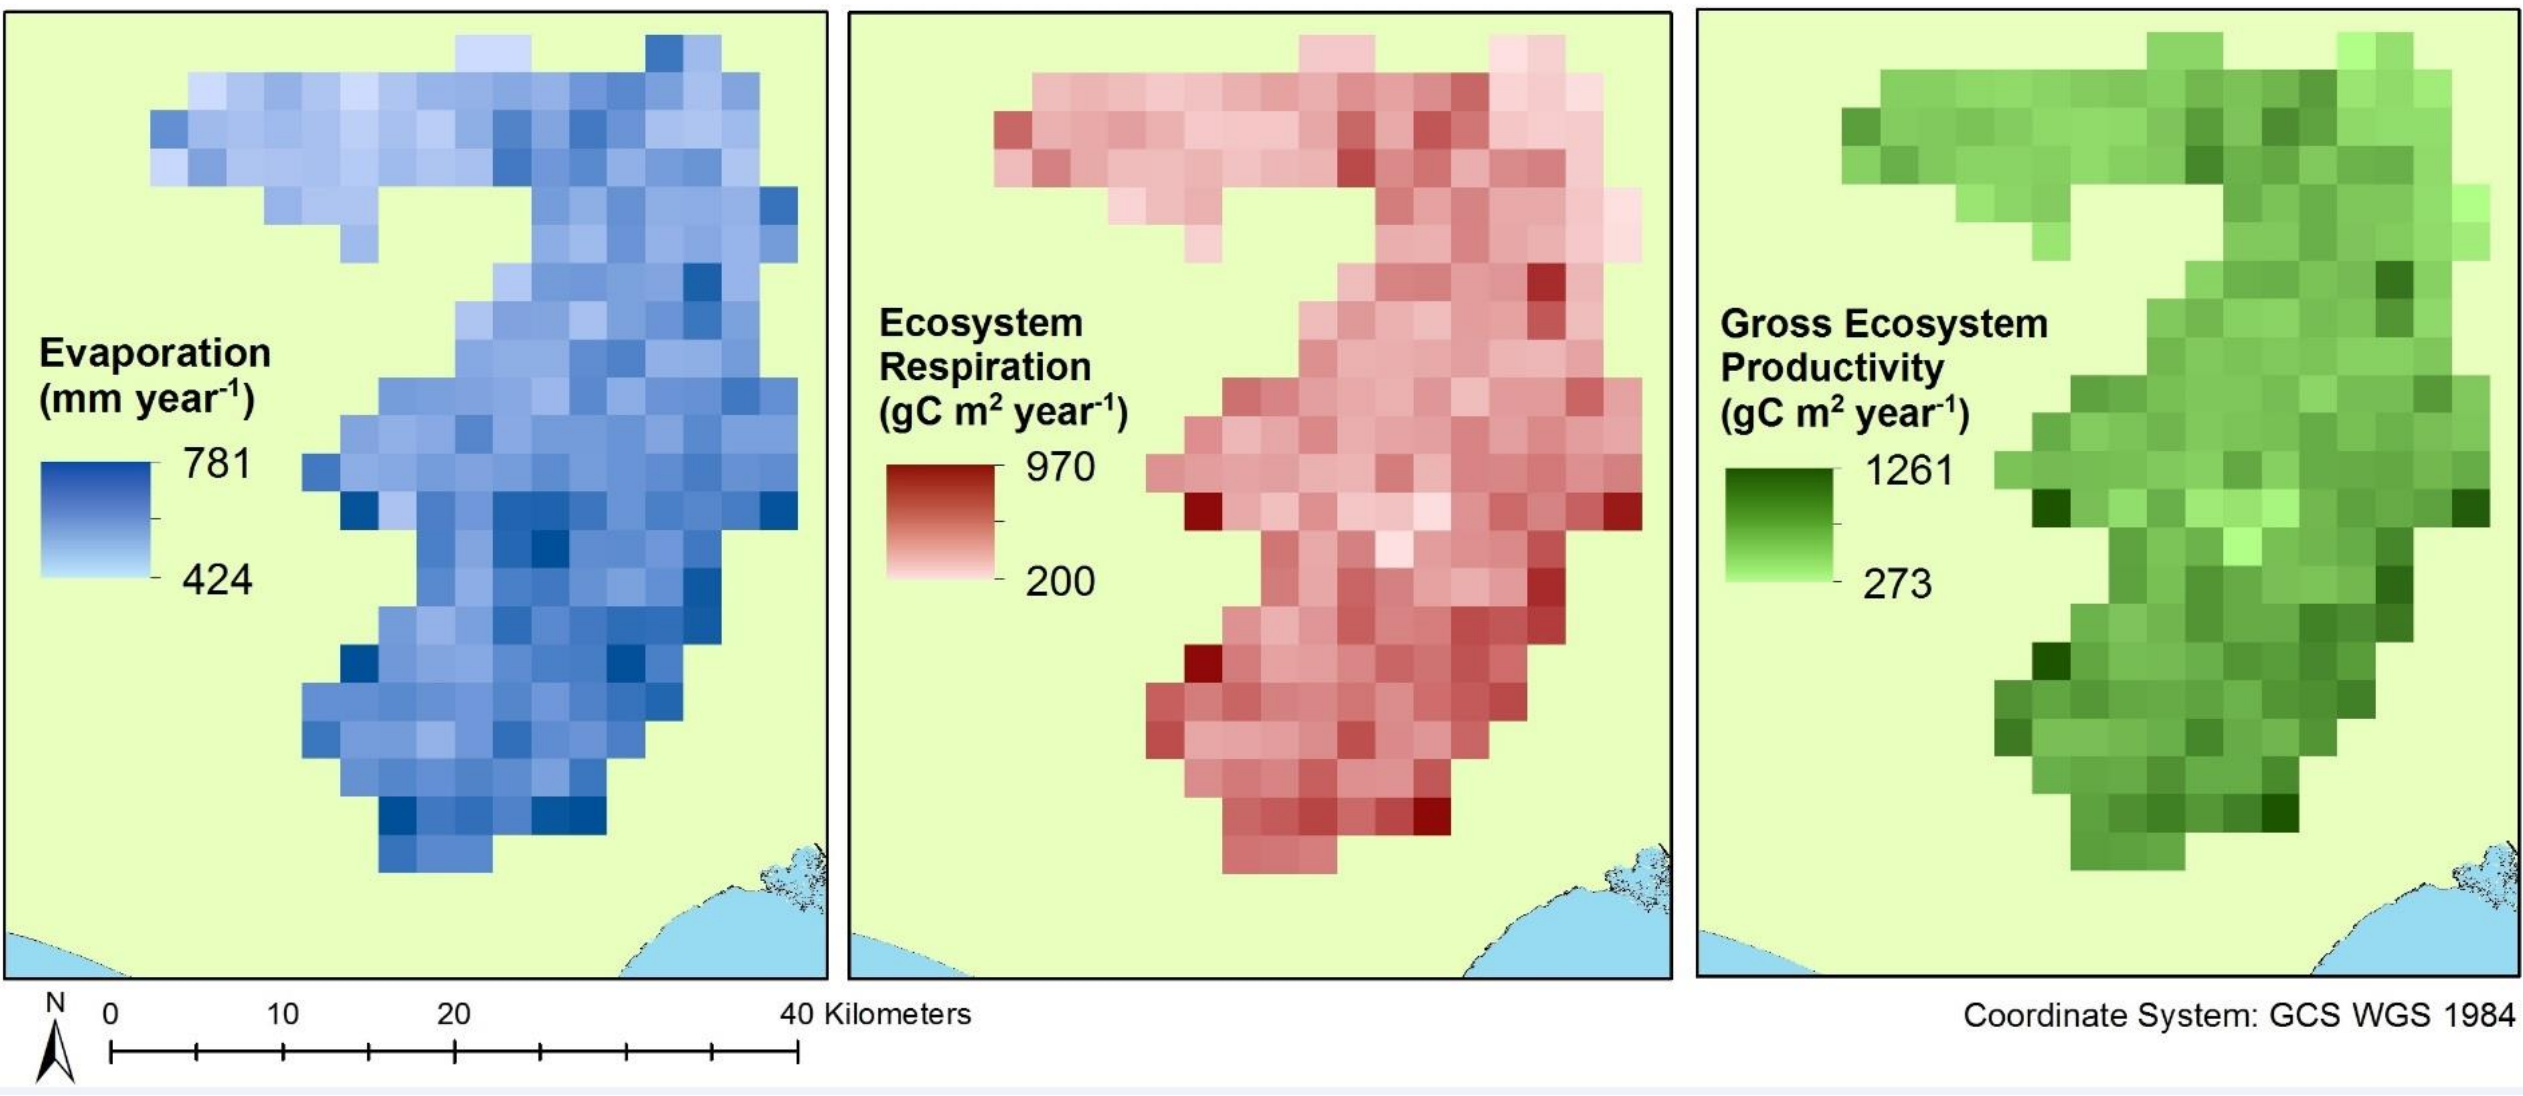 Evaporation
(mm year⁻¹)
781
424
Ecosystem
Respiration
(gC m² year⁻¹)
970
200
Gross Ecosystem
Productivity
(gC m² year⁻¹)
1261
273
N
0 10 20 40 Kilometers
Coordinate System: GCS WGS 1984